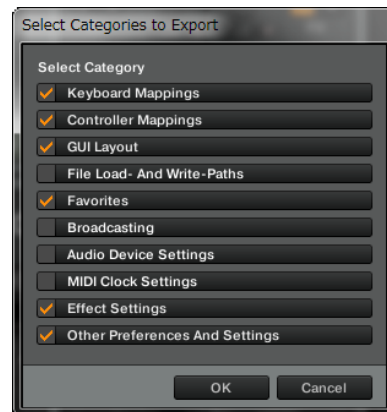 Select Categories to Export
Select Category
Keyboard Mappings
Controller Mappings
GUI Layout
File Load- And Write-Paths
Favorites
Broadcasting
Audio Device Settings
MIDI Clock Settings
Effect Settings
Other Preferences And Settings
OK Cancel